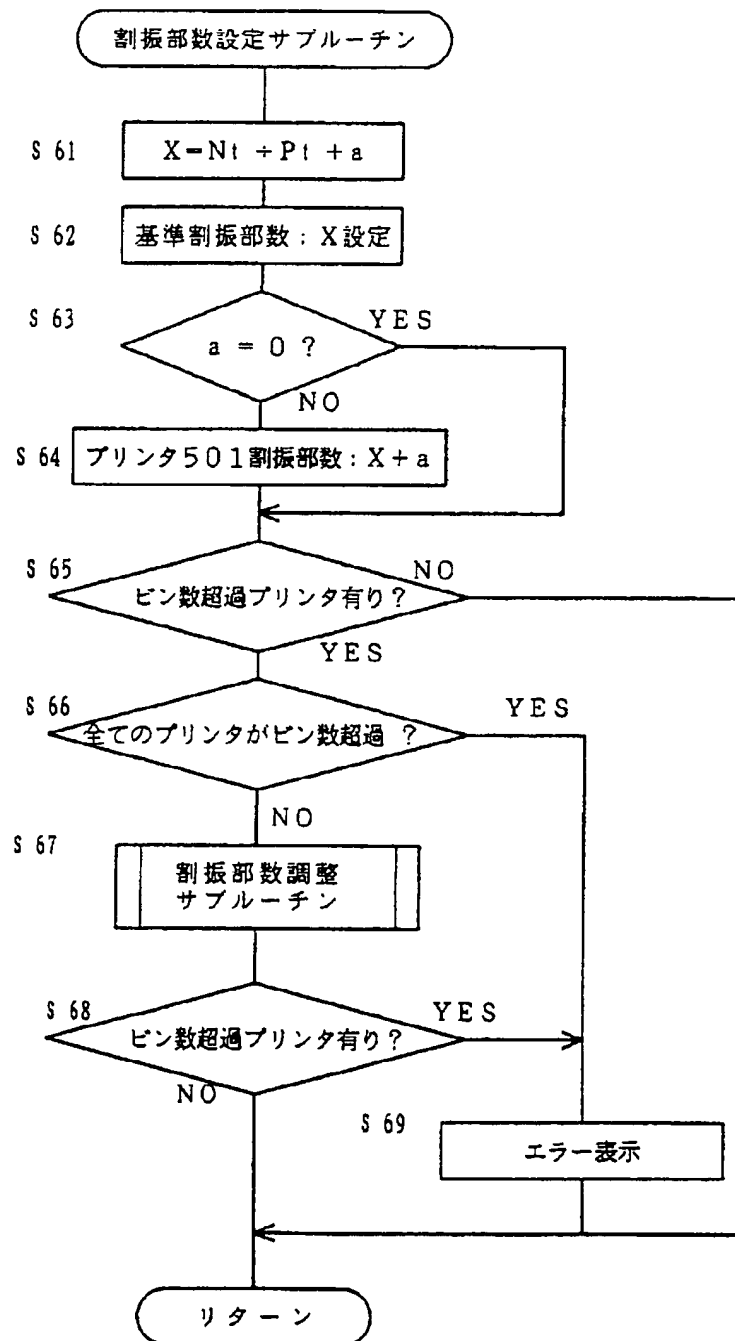 割振部数設定サブルーチン
S 61
X=Nt ÷Pt +a
S 62
基準割振部数：X設定
S 63
YES
a = 0 ?
NO
S 64
プリンタ501割振部数：X+a
S 65
NO
ビン数超過プリンタ有り？
YES
S 66
YES
全てのプリンタがビン数超過 ？
NO
S 67
割振部数調整
サブルーチン
S 68
YES
ビン数超過プリンタ有り？
NO
S 69
エラー表示
リターン